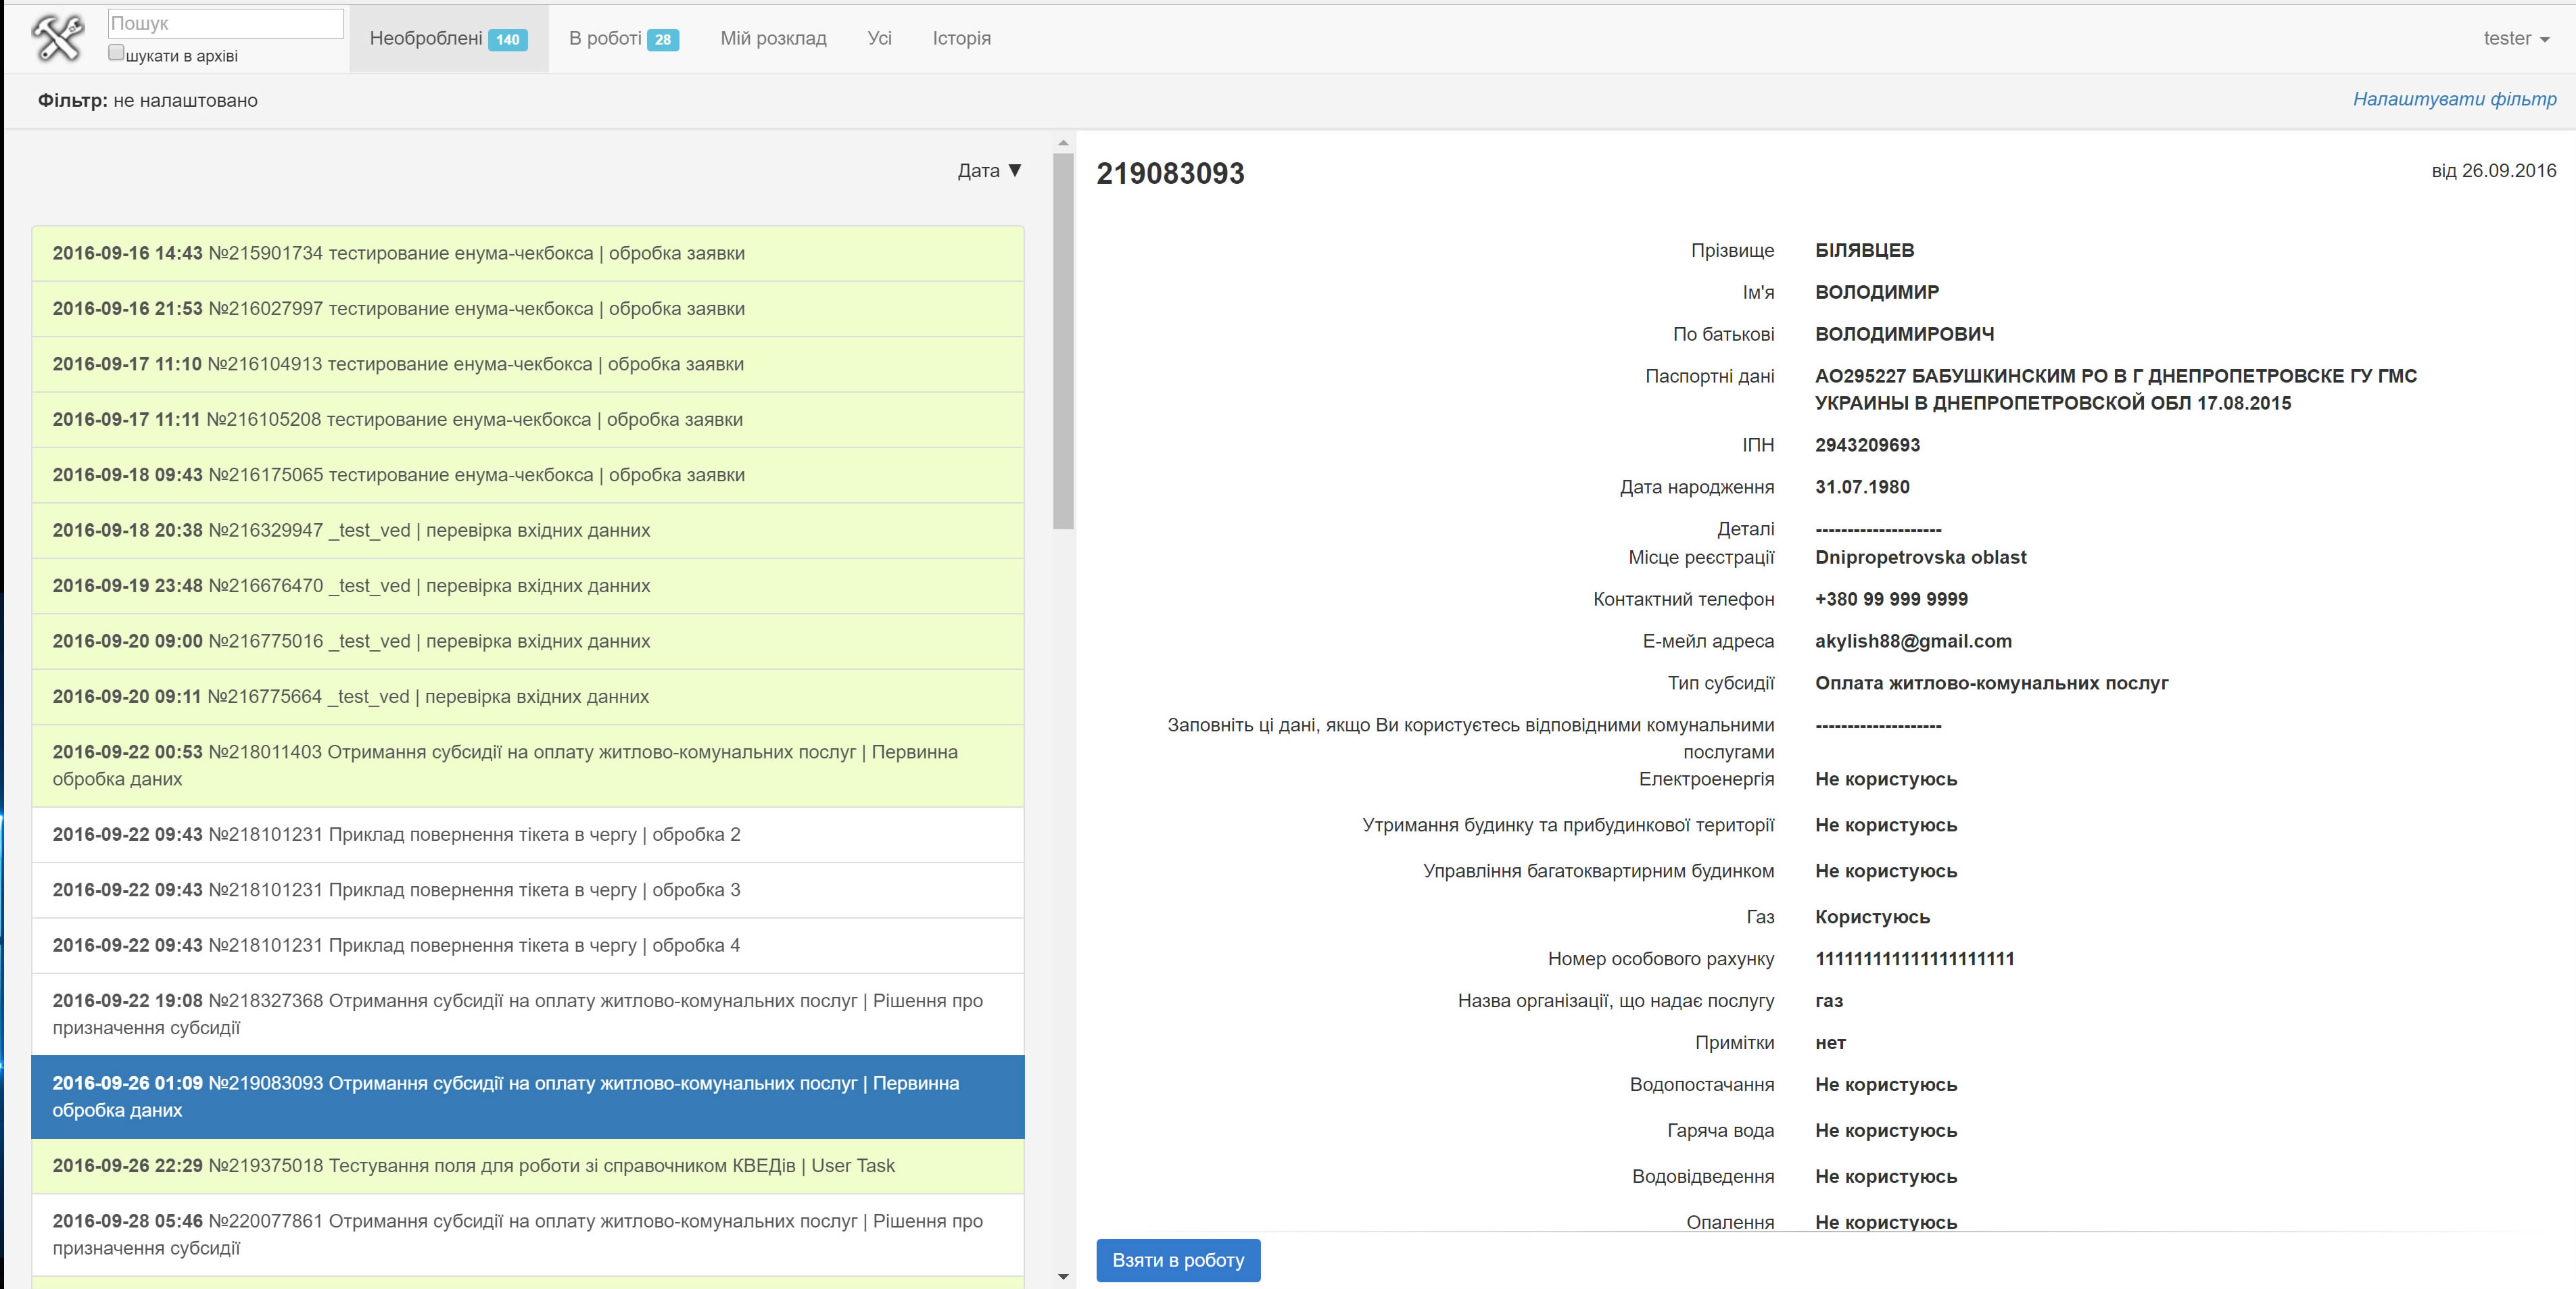 Пошук
шукати в архіві
Необроблені 140
В роботі 28
Мій розклад
Усі
Історія
tester
Фільтр: не налаштовано
Налаштувати фільтр
Дата ▼
2016-09-16 14:43 №215901734 тестирование енума-чекбокса | обробка заявки
2016-09-16 21:53 №216027997 тестирование енума-чекбокса | обробка заявки
2016-09-17 11:10 №216104913 тестирование енума-чекбокса | обробка заявки
2016-09-17 11:11 №216105208 тестирование енума-чекбокса | обробка заявки
2016-09-18 09:43 №216175065 тестирование енума-чекбокса | обробка заявки
2016-09-18 20:38 №216329947 _test_ved | перевірка вхідних данних
2016-09-19 23:48 №216676470 _test_ved | перевірка вхідних данних
2016-09-20 09:00 №216775016 _test_ved | перевірка вхідних данних
2016-09-20 09:11 №216775664 _test_ved | перевірка вхідних данних
2016-09-22 00:53 №218011403 Отримання субсидії на оплату житлово-комунальних послуг | Первинна
обробка даних
2016-09-22 09:43 №218101231 Приклад повернення тікета в чергу | обробка 2
2016-09-22 09:43 №218101231 Приклад повернення тікета в чергу | обробка 3
2016-09-22 09:43 №218101231 Приклад повернення тікета в чергу | обробка 4
2016-09-22 19:08 №218327368 Отримання субсидії на оплату житлово-комунальних послуг | Рішення про
призначення субсидії
2016-09-26 01:09 №219083093 Отримання субсидії на оплату житлово-комунальних послуг | Первинна
обробка даних
2016-09-26 22:29 №219375018 Тестування поля для роботи зі справочником КВЕДів | User Task
2016-09-28 05:46 №220077861 Отримання субсидії на оплату житлово-комунальних послуг | Рішення про
призначення субсидії
219083093
від 26.09.2016
Прізвище БІЛЯВЦЕВ
Ім'я ВОЛОДИМИР
По батькові ВОЛОДИМИРОВИЧ
Паспортні дані АО295227 БАБУШКИНСКИМ РО В Г ДНЕПРОПЕТРОВСКЕ ГУ ГМС
УКРАИНЫ В ДНЕПРОПЕТРОВСКОЙ ОБЛ 17.08.2015
ІПН 2943209693
Дата народження 31.07.1980
Деталі --------------------
Місце реєстрації Dnipropetrovska oblast
Контактний телефон +380 99 999 9999
Е-мейл адреса akylish88@gmail.com
Тип субсидії Оплата житлово-комунальних послуг
Заповніть ці дані, якщо Ви користуєтесь відповідними комунальними --------------------
послугами
Електроенергія Не користуюсь
Утримання будинку та прибудинкової території Не користуюсь
Управління багатоквартирним будинком Не користуюсь
Газ Користуюсь
Номер особового рахунку 111111111111111111111
Назва організації, що надає послугу газ
Примітки нет
Водопостачання Не користуюсь
Гаряча вода Не користуюсь
Водовідведення Не користуюсь
Опалення Не користуюсь
Взяти в роботу